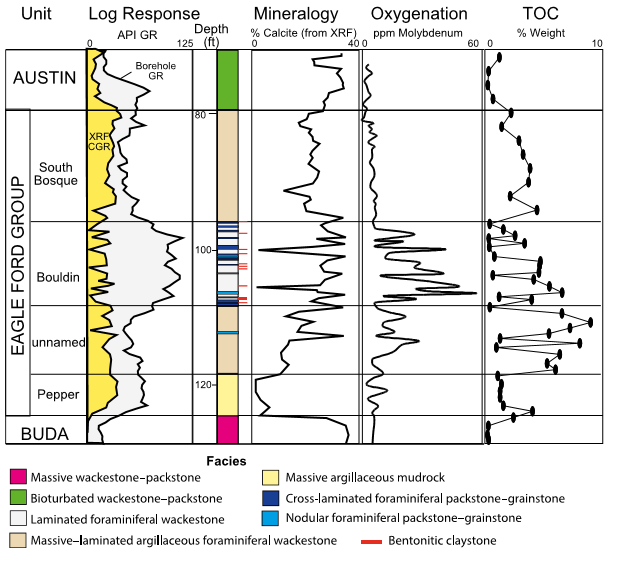 Unit
Log Response
Mineralogy
Oxygenation
TOC
API GR
Depth
(ft)
% Calcite (from XRF)
ppm Molybdenum
% Weight
0
125
0
40
0
60
0
10
AUSTIN
Borehole
GR
80
XRF
CGR
EAGLE FORD GROUP
South
Bosque
100
Bouldin
unnamed
120
Pepper
BUDA
Facies
Massive wackestone–packstone
Massive argillaceous mudrock
Bioturbated wackestone–packstone
Cross-laminated foraminiferal packstone–grainstone
Laminated foraminiferal wackestone
Nodular foraminiferal packstone–grainstone
Massive–laminated argillaceous foraminiferal wackestone
Bentonitic claystone